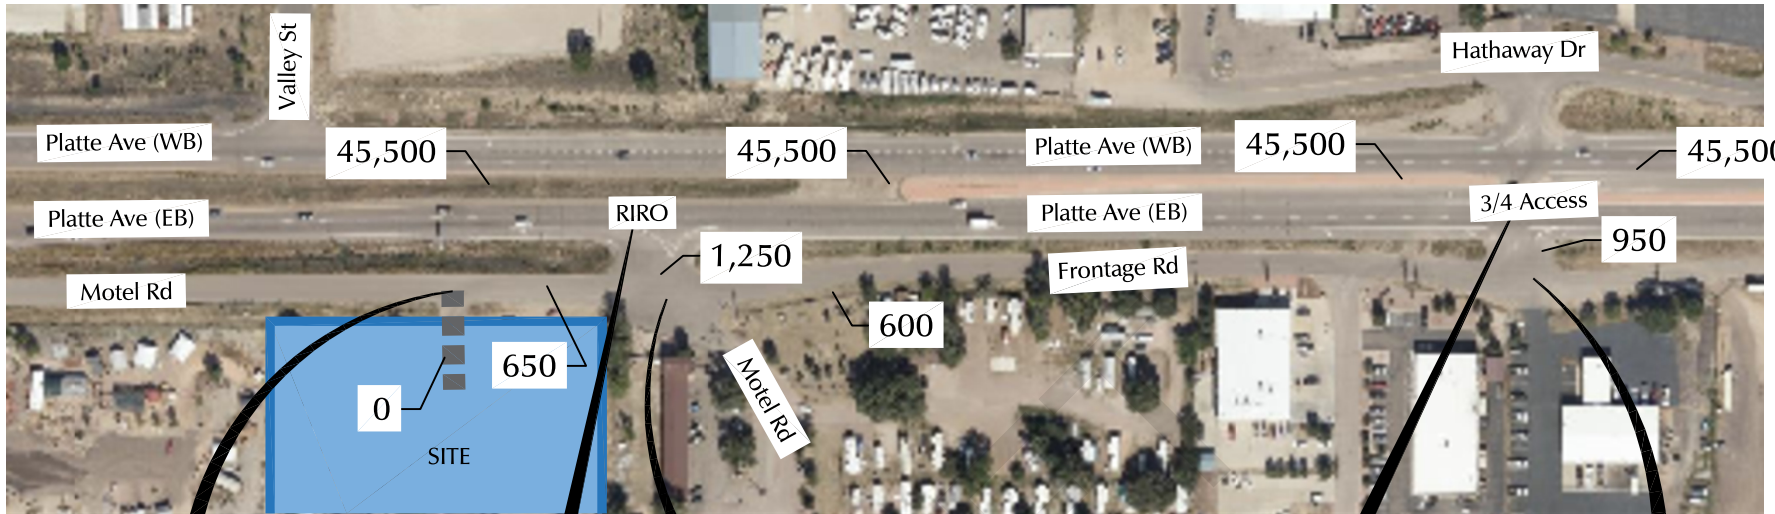 Valley St
Hathaway Dr
Platte Ave (WB)
45,500
45,500
Platte Ave (WB)
45,500
45,500
Platte Ave (EB)
RIRO
Platte Ave (EB)
3/4 Access
950
1,250
Motel Rd
Frontage Rd
600
650
0
Motel Rd
SITE